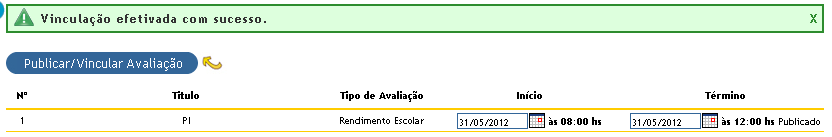 Vinculação efetivada com sucesso. X
Publicar/Vincular Avaliação
Nº Título Tipo de Avaliação Início Término
1 PI Rendimento Escolar 31/05/2012 às 08:00 hs 31/05/2012 às 12:00 hs Publicado